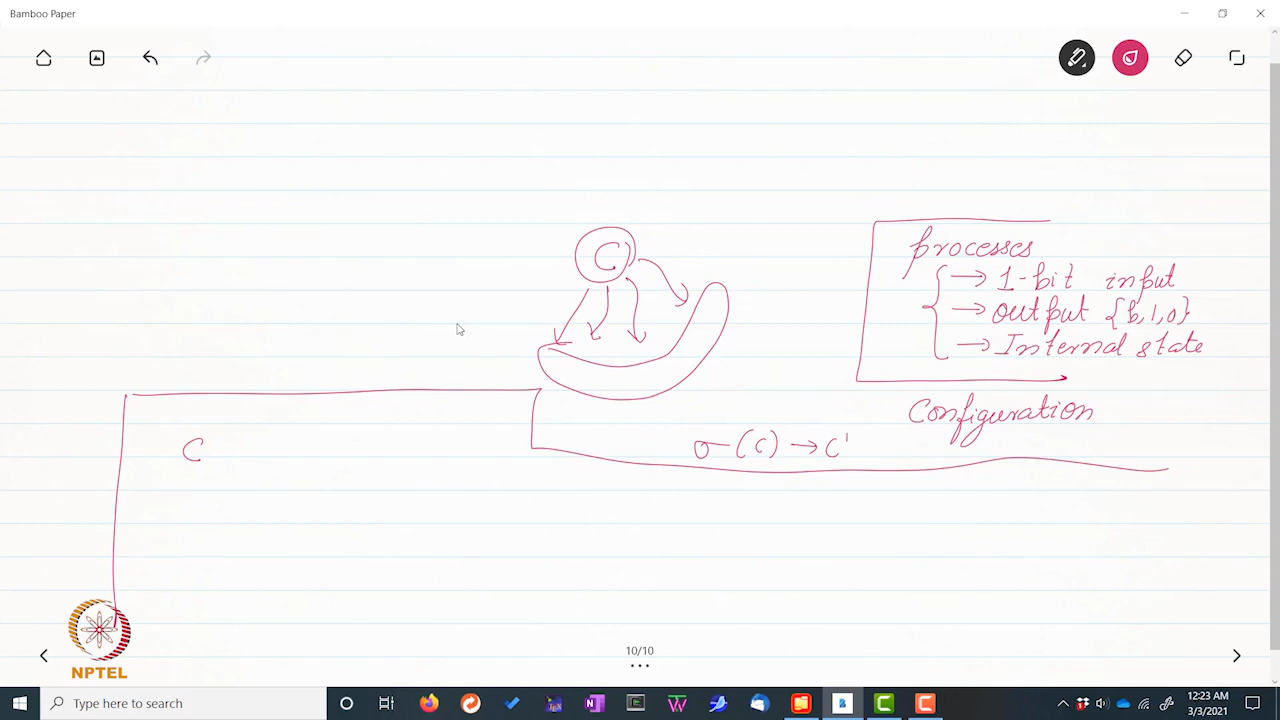 Bamboo Paper
C
processes
→ 1-bit input
→ output {b,1,0}
→ Internal state
Configuration
C
σ(C) → C'
NPTEL
10/10
Type here to search
12:23 AM
3/3/2021